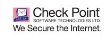 Check Point
SOFTWARE TECHNOLOGIES LTD.
We Secure the Internet.